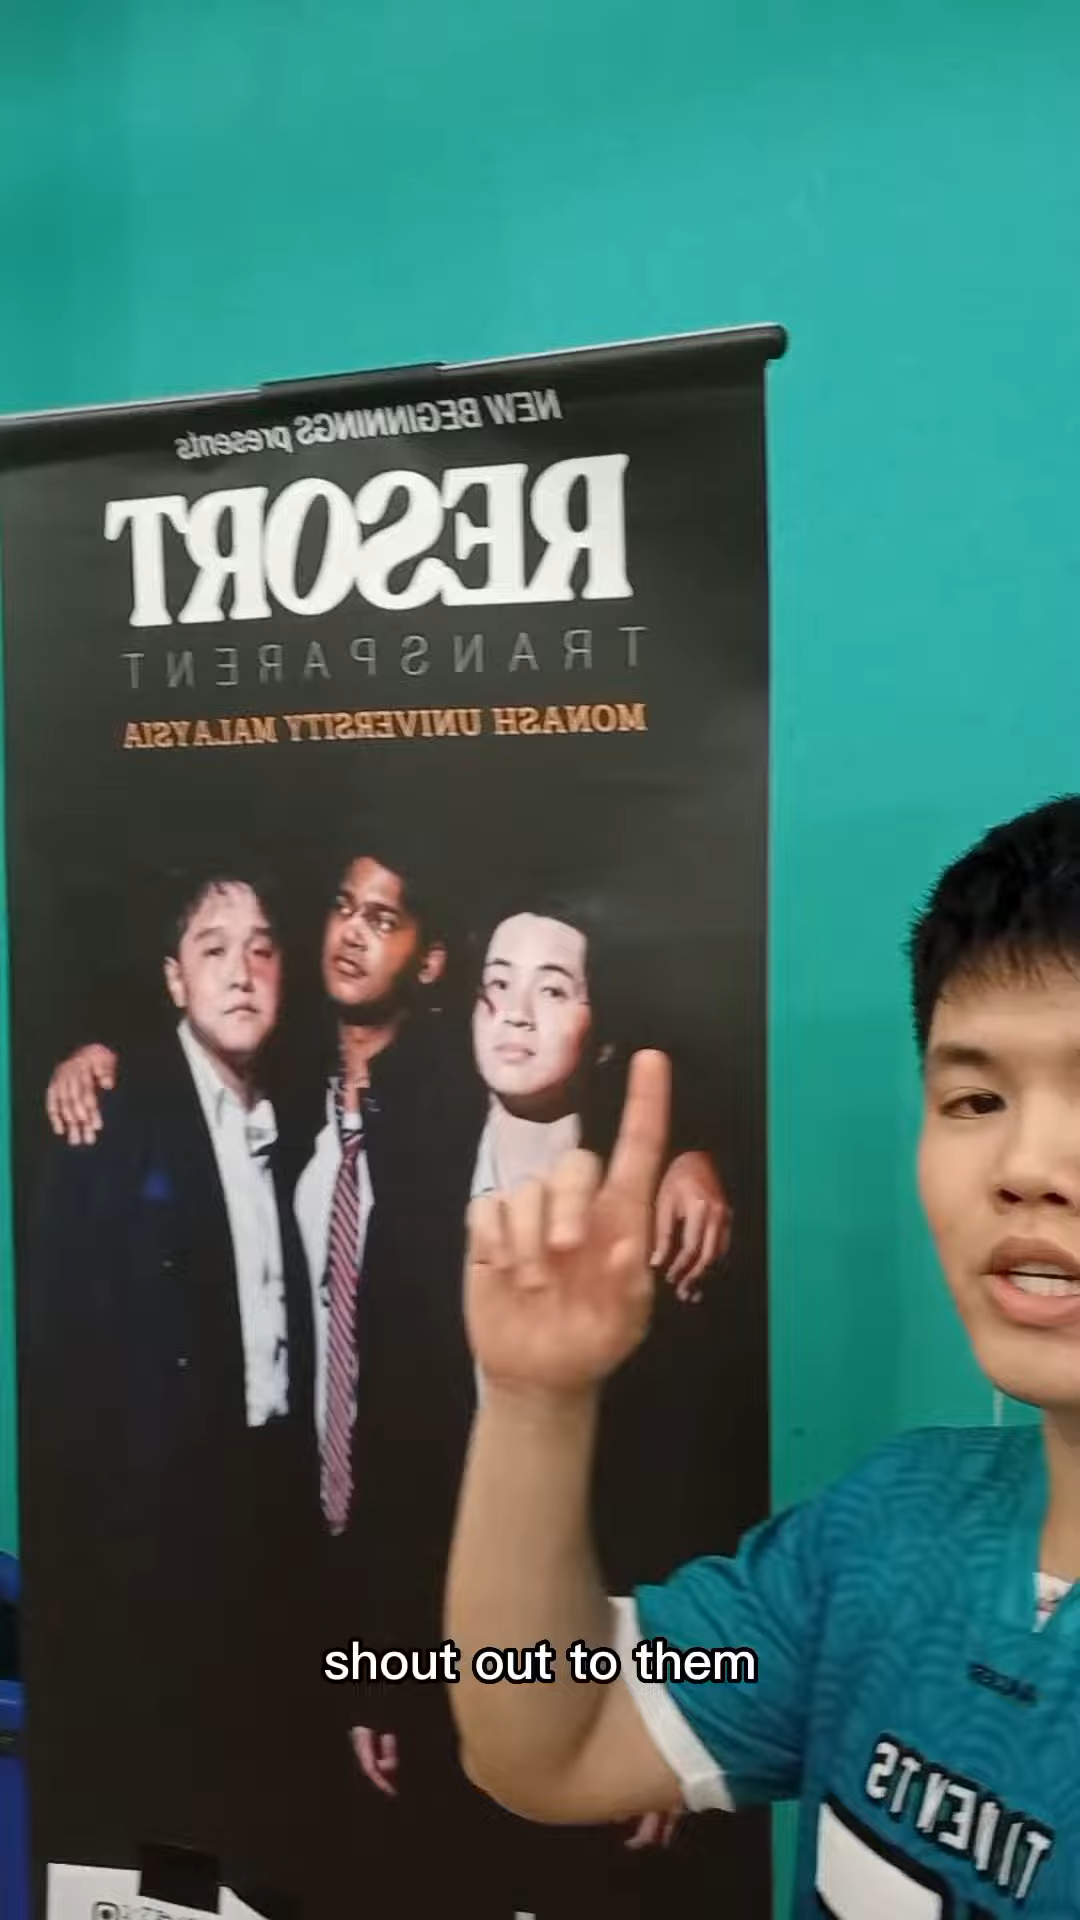 NEW BEGINNINGS presents
RESORT
TRANSPARENT
MONASH UNIVERSITY MALAYSIA
shout out to them